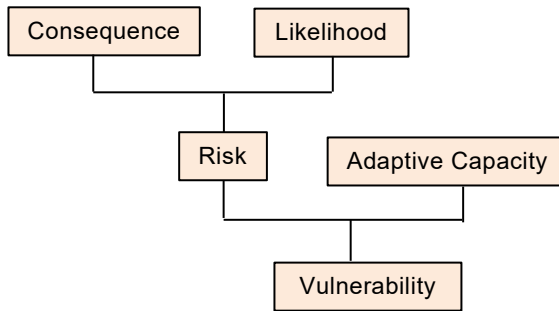 Consequence
Likelihood
Risk
Adaptive Capacity
Vulnerability